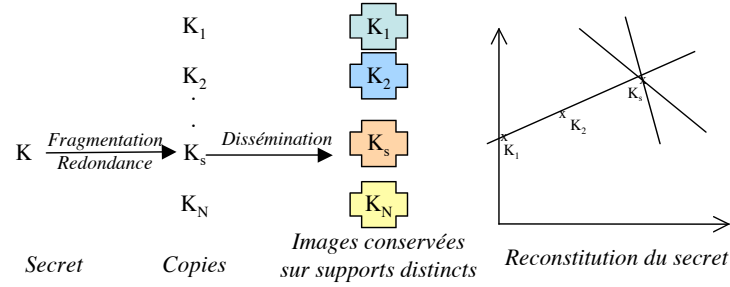 K
Fragmentation
Redondance
K1
K2
.
.
Ks
KN
Dissémination
K1
K2
Ks
KN
x
K1
x
K2
x
Ks
Secret
Copies
Images conservées
sur supports distincts
Reconstitution du secret